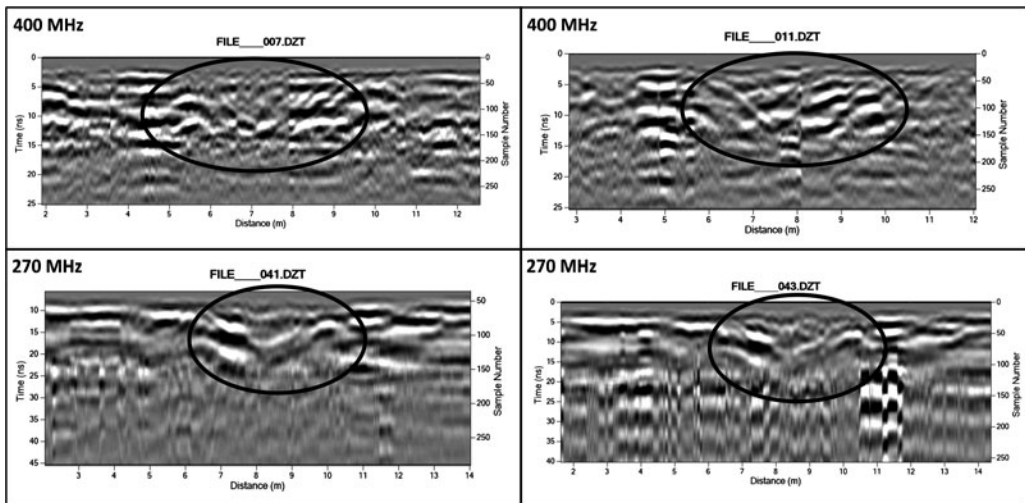 400 MHz
FILE____007.DZT
0
5
10
15
20
25
Time (ns)
0
50
100
150
200
250
Sample Number
2 3 4 5 6 7 8 9 10 11 12
Distance (m)
400 MHz
FILE____011.DZT
0
5
10
15
20
25
Time (ns)
0
50
100
150
200
250
Sample Number
3 4 5 6 7 8 9 10 11 12
Distance (m)
270 MHz
FILE____041.DZT
10
15
20
25
30
35
40
45
Time (ns)
50
100
150
200
250
Sample Number
3 4 5 6 7 8 9 10 11 12 13 14
Distance (m)
270 MHz
FILE____043.DZT
0
5
10
15
20
25
30
35
40
Time (ns)
0
50
100
150
200
250
Sample Number
2 3 4 5 6 7 8 9 10 11 12 13 14
Distance (m)